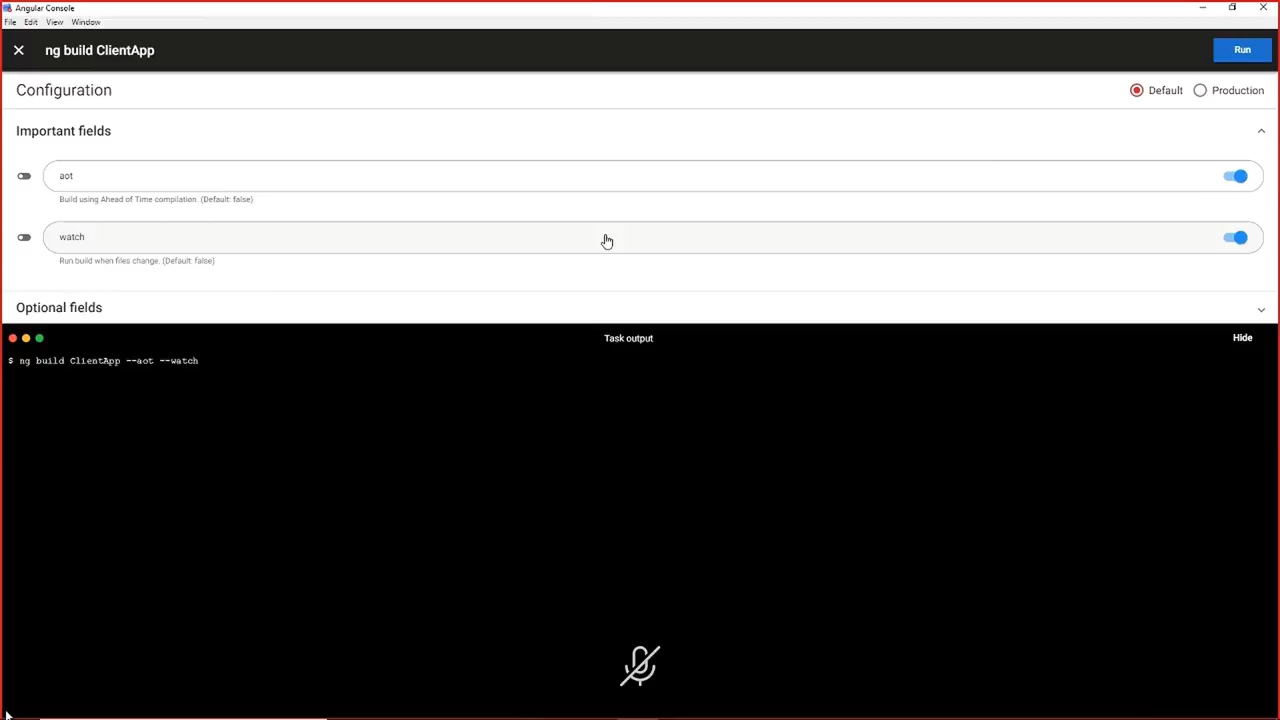 Angular Console
File Edit View Window
ng build ClientApp
Run
Configuration
Default
Production
Important fields
aot
Build using Ahead of Time compilation. (Default: false)
watch
Run build when files change. (Default: false)
Optional fields
Task output
Hide
$ ng build ClientApp --aot --watch